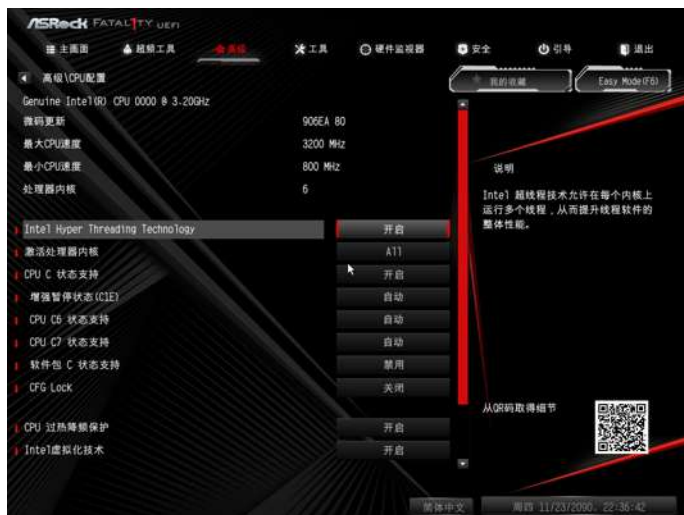 ASRock FATAL1TY UEFI
主画面 超频工具 高级 工具 硬件监视器 安全 引导 退出
高级\CPU配置
我的收藏 Easy Mode(F6)
Genuine Intel(R) CPU 0000 @ 3.20GHz
微码更新 906EA 80
最大CPU速度 3200 MHz
最小CPU速度 800 MHz
处理器内核 6
说明
Intel 超线程技术允许在每个内核上
运行多个线程，从而提升线程软件的
整体性能。
Intel Hyper Threading Technology 开启
激活处理器内核 All
CPU C 状态支持 开启
增强暂停状态(C1E) 自动
CPU C6 状态支持 自动
CPU C7 状态支持 自动
软件包 C 状态支持 禁用
CFG Lock 关闭
CPU 过热降频保护 开启
Intel虚拟化技术 开启
从QR码取得细节
简体中文
周四 11/23/2090. 22:36:42